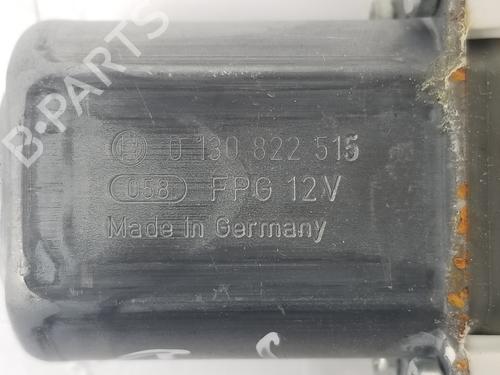 B-PARTS
0 130 822 515
058 FPG 12V
Made in Germany